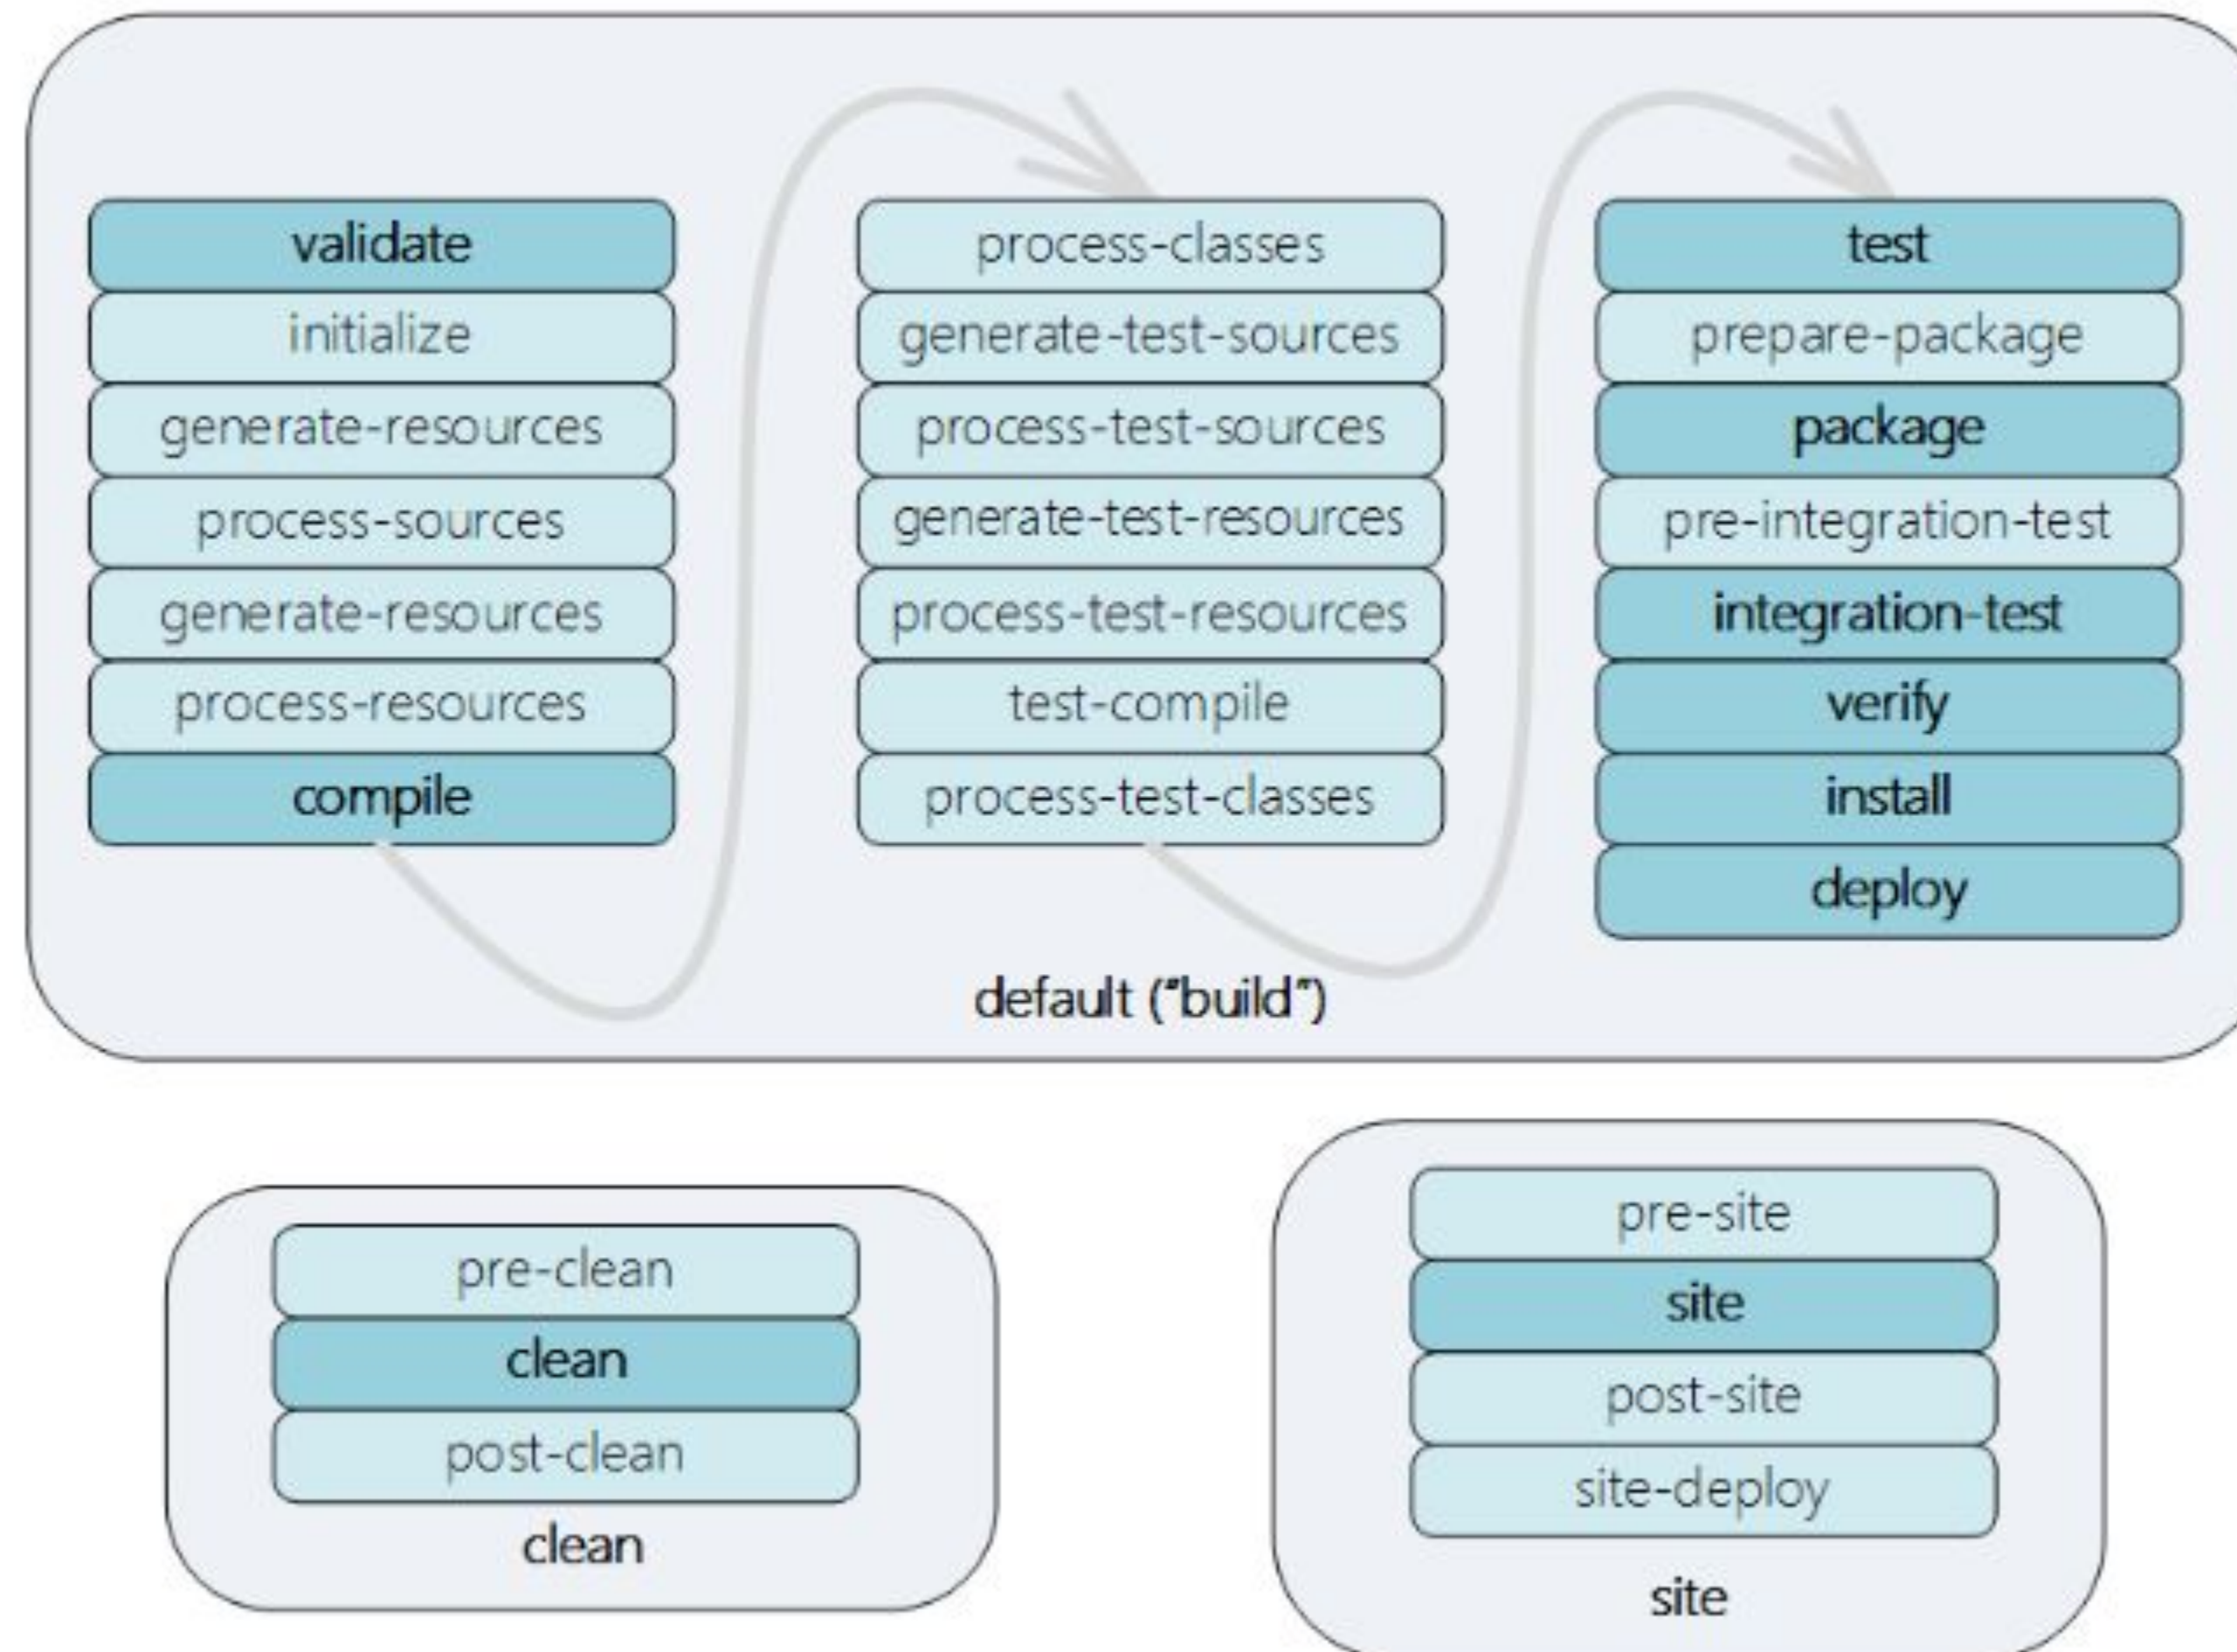 validate
initialize
generate-resources
process-sources
generate-resources
process-resources
compile
process-classes
generate-test-sources
process-test-sources
generate-test-resources
process-test-resources
test-compile
process-test-classes
test
prepare-package
package
pre-integration-test
integration-test
verify
install
deploy
default (“build”)
pre-clean
clean
post-clean
clean
pre-site
site
post-site
site-deploy
site